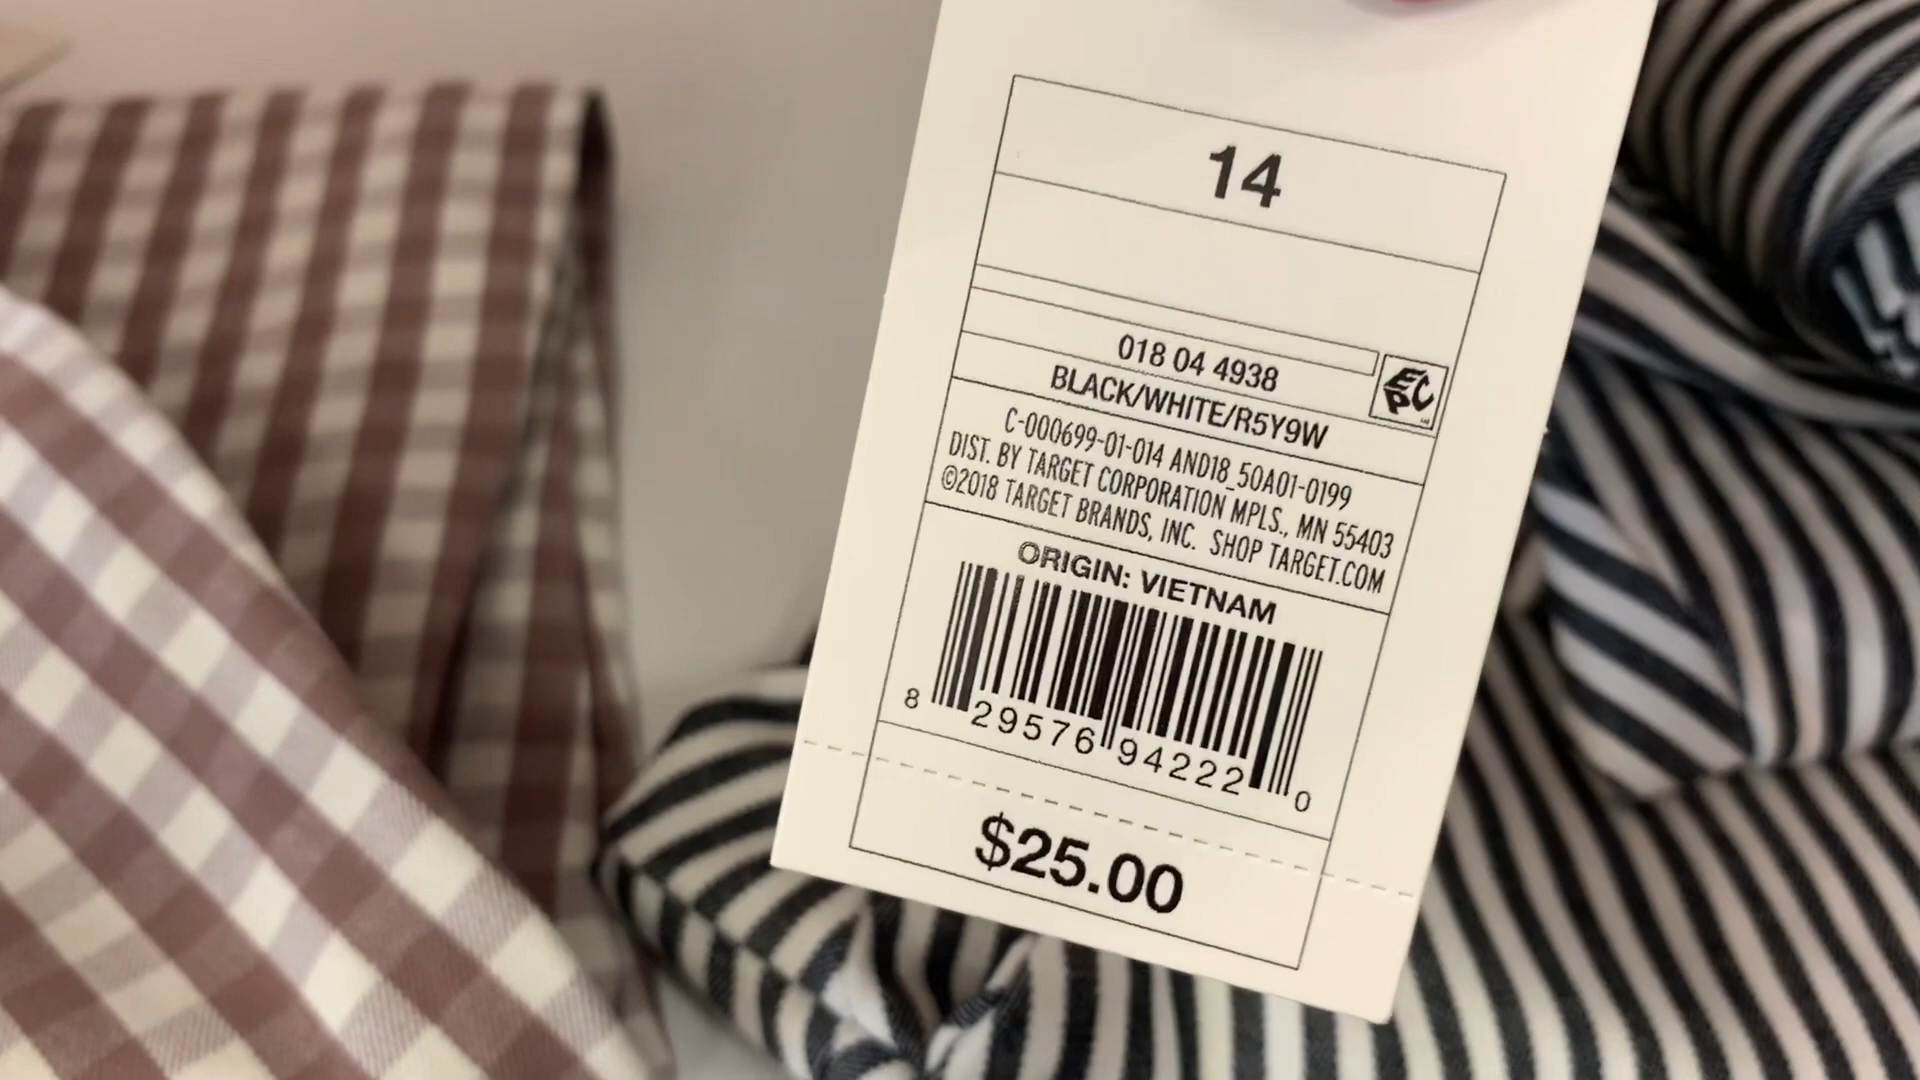 14
018 04 4938
EPC
BLACK/WHITE/R5Y9W
C-000699-01-014 AND18_50A01-0199
DIST. BY TARGET CORPORATION MPLS., MN 55403
©2018 TARGET BRANDS, INC. SHOP TARGET.COM
ORIGIN: VIETNAM
8 29576 94222 0
$25.00